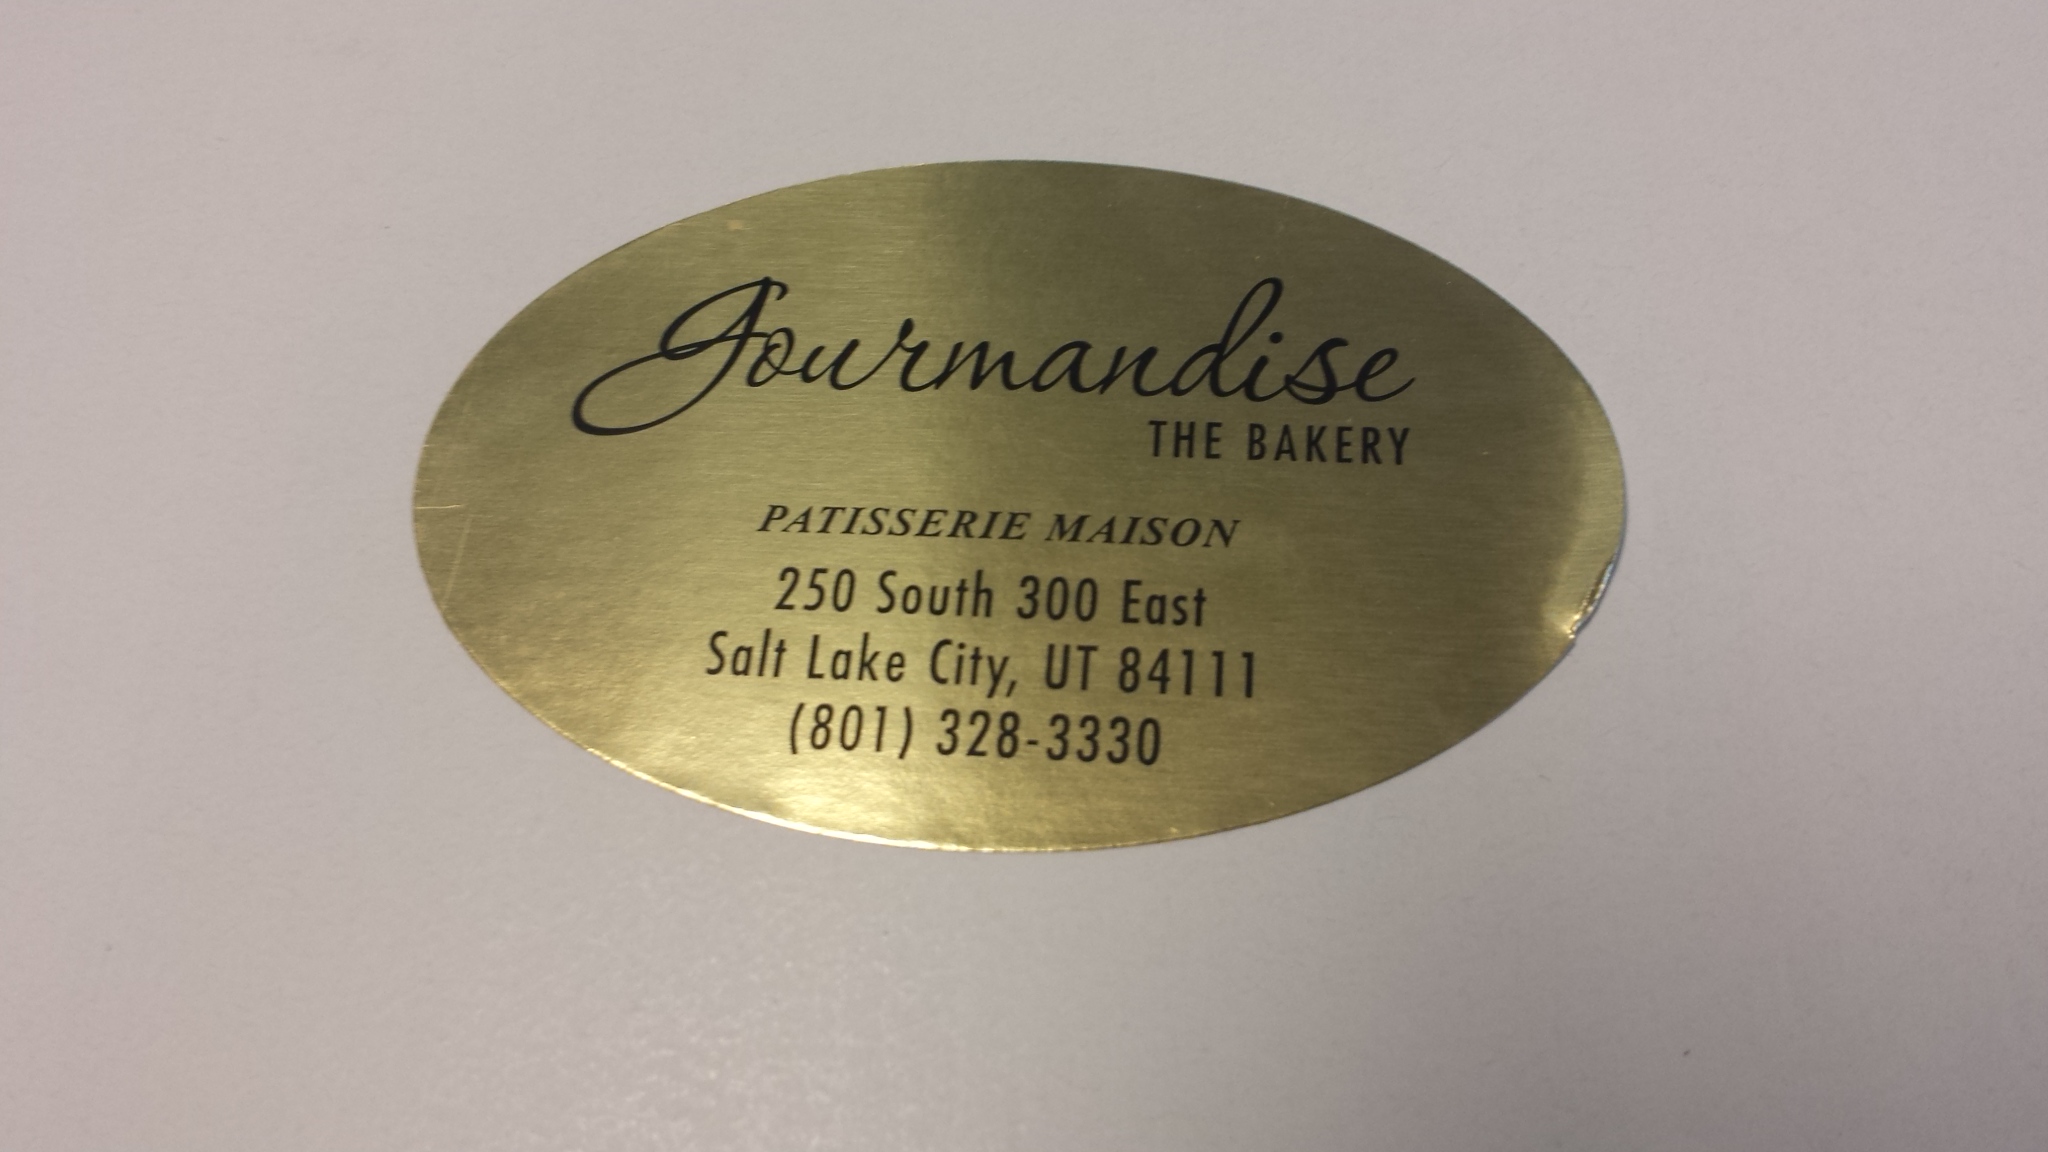 Gourmandise
THE BAKERY
PATISSERIE MAISON
250 South 300 East
Salt Lake City, UT 84111
(801) 328-3330